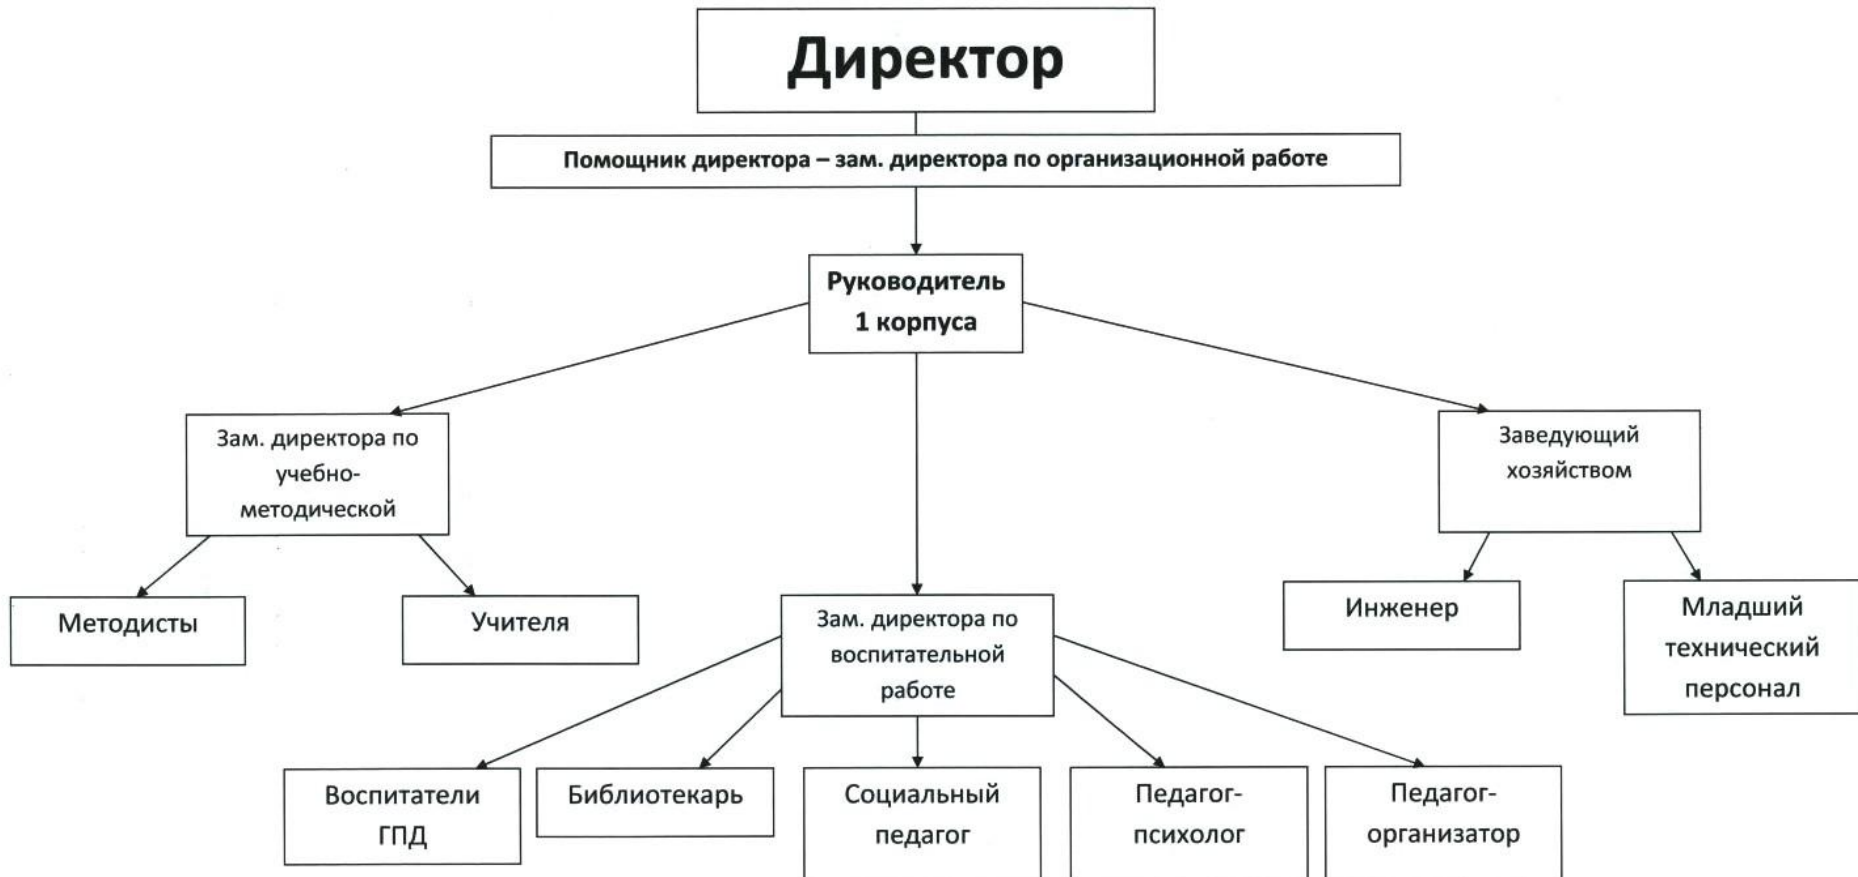 Директор
Помощник директора – зам. директора по организационной работе
Руководитель
1 корпуса
Зам. директора по
учебно-
методической
Заведующий
хозяйством
Методисты
Учителя
Зам. директора по
воспитательной
работе
Инженер
Младший
технический
персонал
Воспитатели
ГПД
Библиотекарь
Социальный
педагог
Педагог-
психолог
Педагог-
организатор